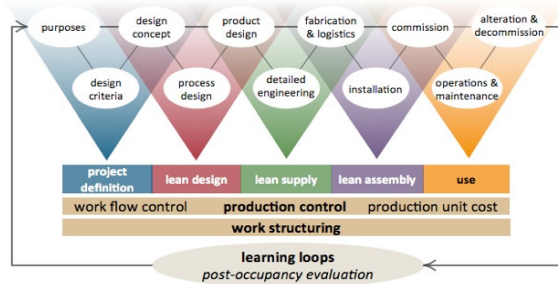 purposes
design
concept
product
design
fabrication
& logistics
commission
alteration &
decommission
design
criteria
process
design
detailed
engineering
installation
operations &
maintenance
project
definition
lean design
lean supply
lean assembly
use
work flow control production control production unit cost
work structuring
learning loops
post-occupancy evaluation